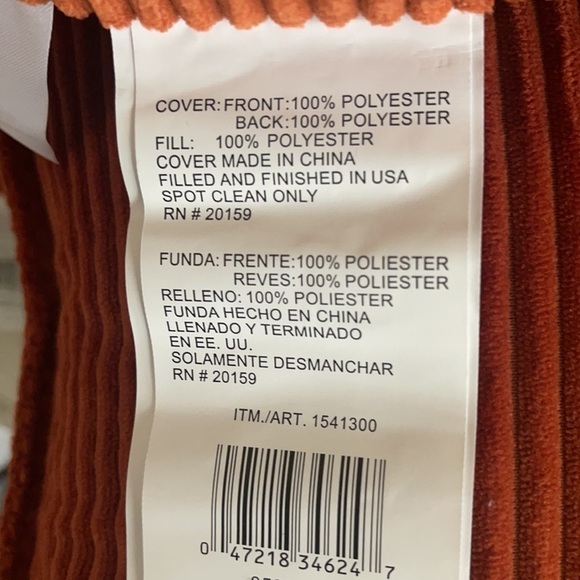 COVER: FRONT:100% POLYESTER
BACK:100% POLYESTER
FILL: 100% POLYESTER
COVER MADE IN CHINA
FILLED AND FINISHED IN USA
SPOT CLEAN ONLY
RN # 20159
FUNDA: FRENTE:100% POLIESTER
REVES:100% POLIESTER
RELLENO: 100% POLIESTER
FUNDA HECHO EN CHINA
LLENADO Y TERMINADO
EN EE. UU.
SOLAMENTE DESMANCHAR
RN # 20159
ITM./ART. 1541300
0 47218 34624 7